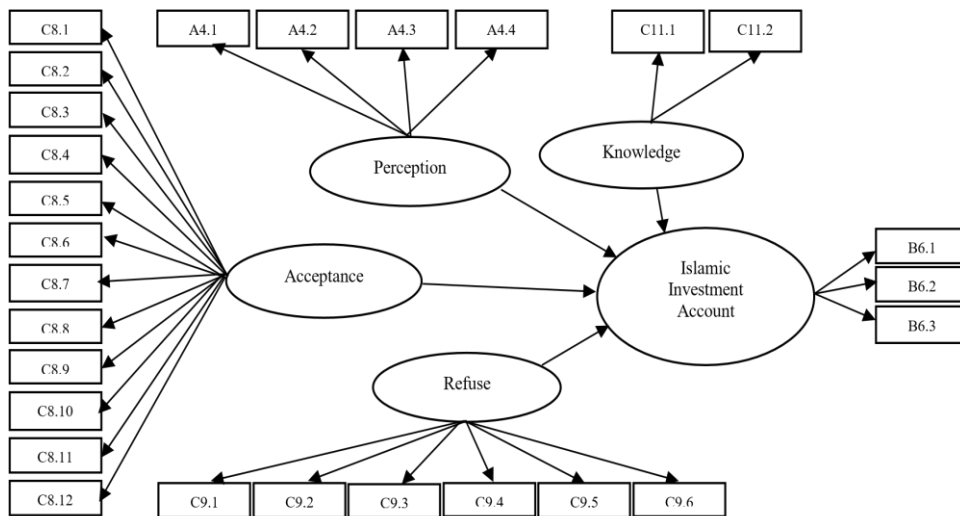 C8.1
C8.2
C8.3
C8.4
C8.5
C8.6
C8.7
C8.8
C8.9
C8.10
C8.11
C8.12
A4.1
A4.2
A4.3
A4.4
C11.1
C11.2
Perception
Knowledge
Acceptance
Islamic
Investment
Account
Refuse
B6.1
B6.2
B6.3
C9.1
C9.2
C9.3
C9.4
C9.5
C9.6